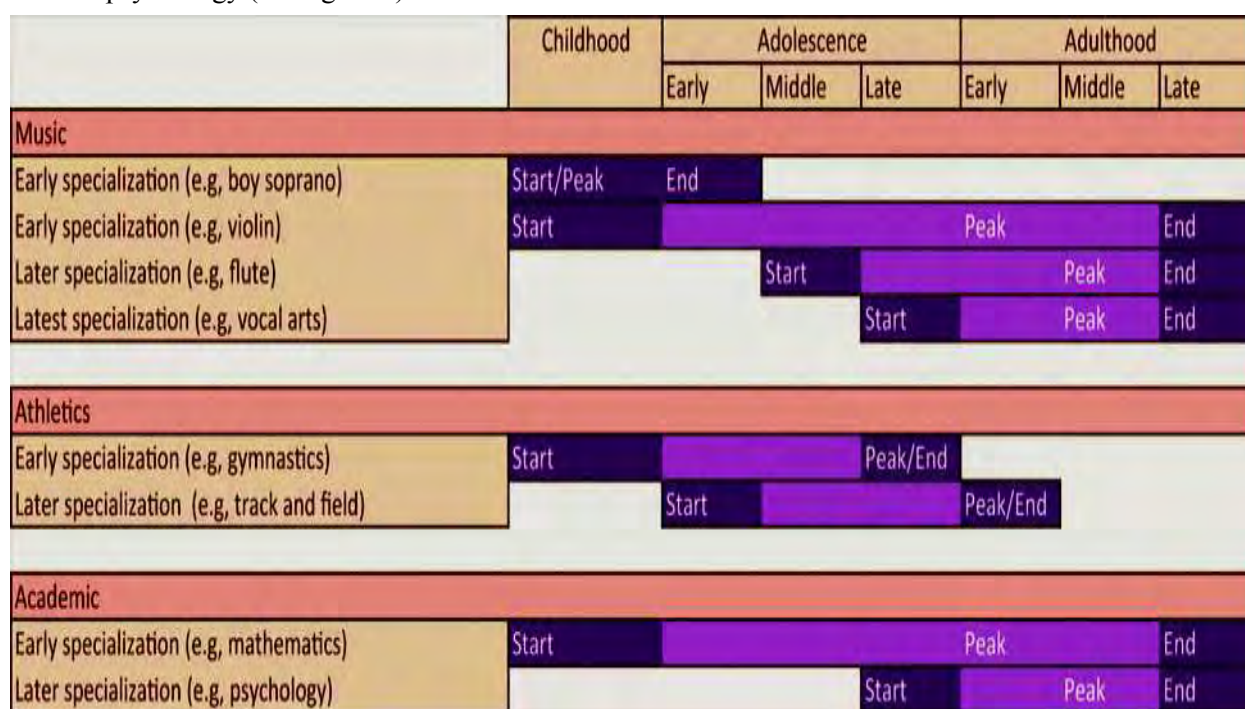 Childhood Adolescence Adulthood
Early Middle Late Early Middle Late
Music
Early specialization (e.g, boy soprano) Start/Peak End
Early specialization (e.g, violin) Start Peak End
Later specialization (e.g, flute) Start Peak End
Latest specialization (e.g, vocal arts) Start Peak End
Athletics
Early specialization (e.g, gymnastics) Start Peak/End
Later specialization (e.g, track and field) Start Peak/End
Academic
Early specialization (e.g, mathematics) Start Peak End
Later specialization (e.g, psychology) Start Peak End